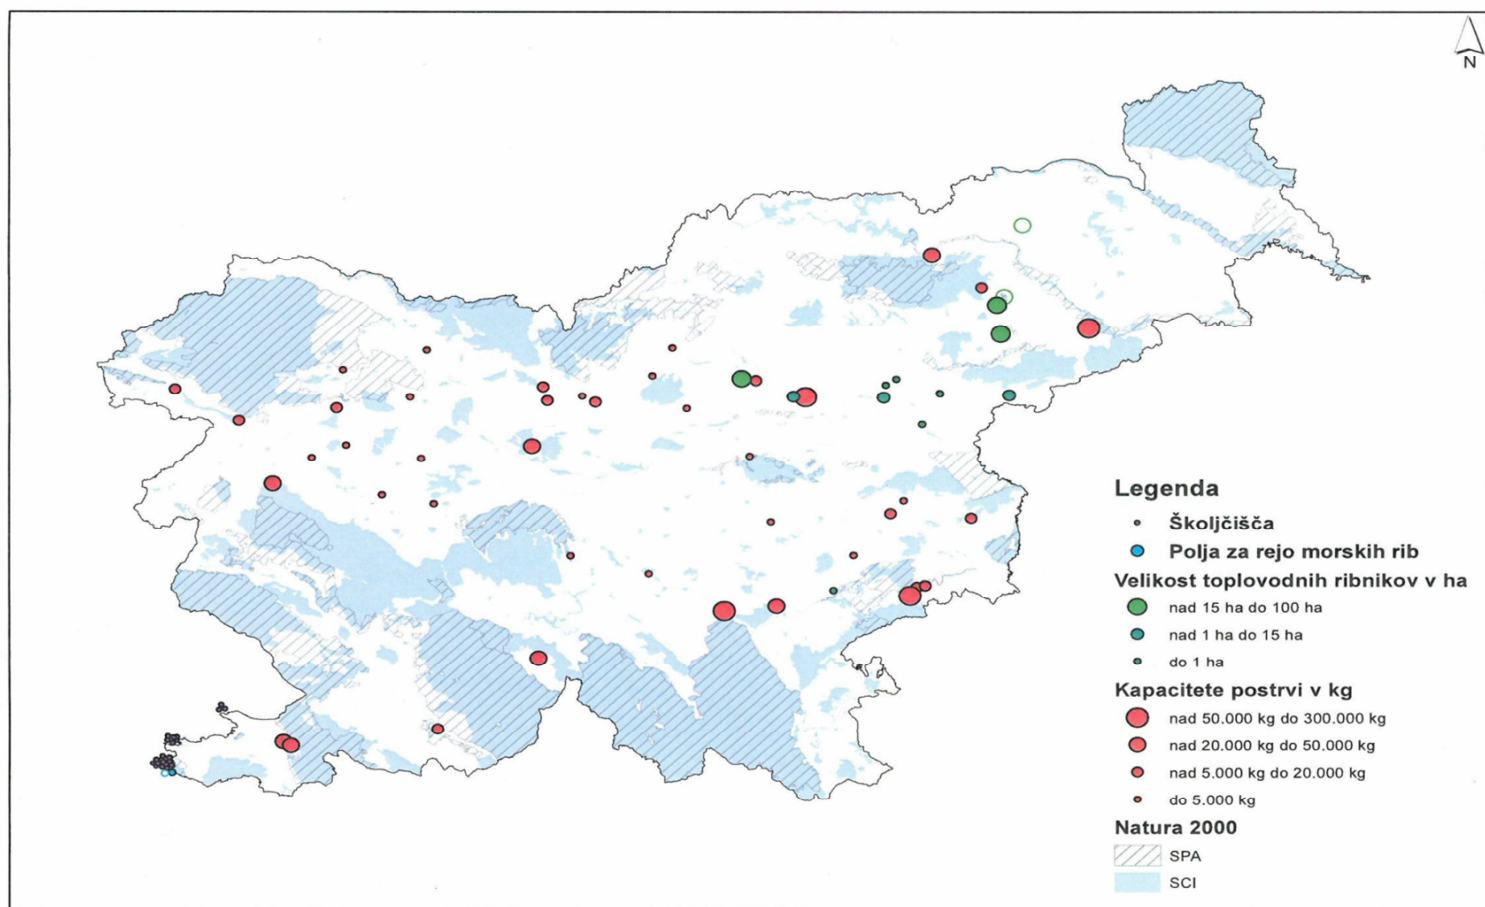 N
Legenda
Školjčišča
Polja za rejo morskih rib
Velikost toplovodnih ribnikov v ha
nad 15 ha do 100 ha
nad 1 ha do 15 ha
do 1 ha
Kapacitete postrvi v kg
nad 50.000 kg do 300.000 kg
nad 20.000 kg do 50.000 kg
nad 5.000 kg do 20.000 kg
do 5.000 kg
Natura 2000
SPA
SCI